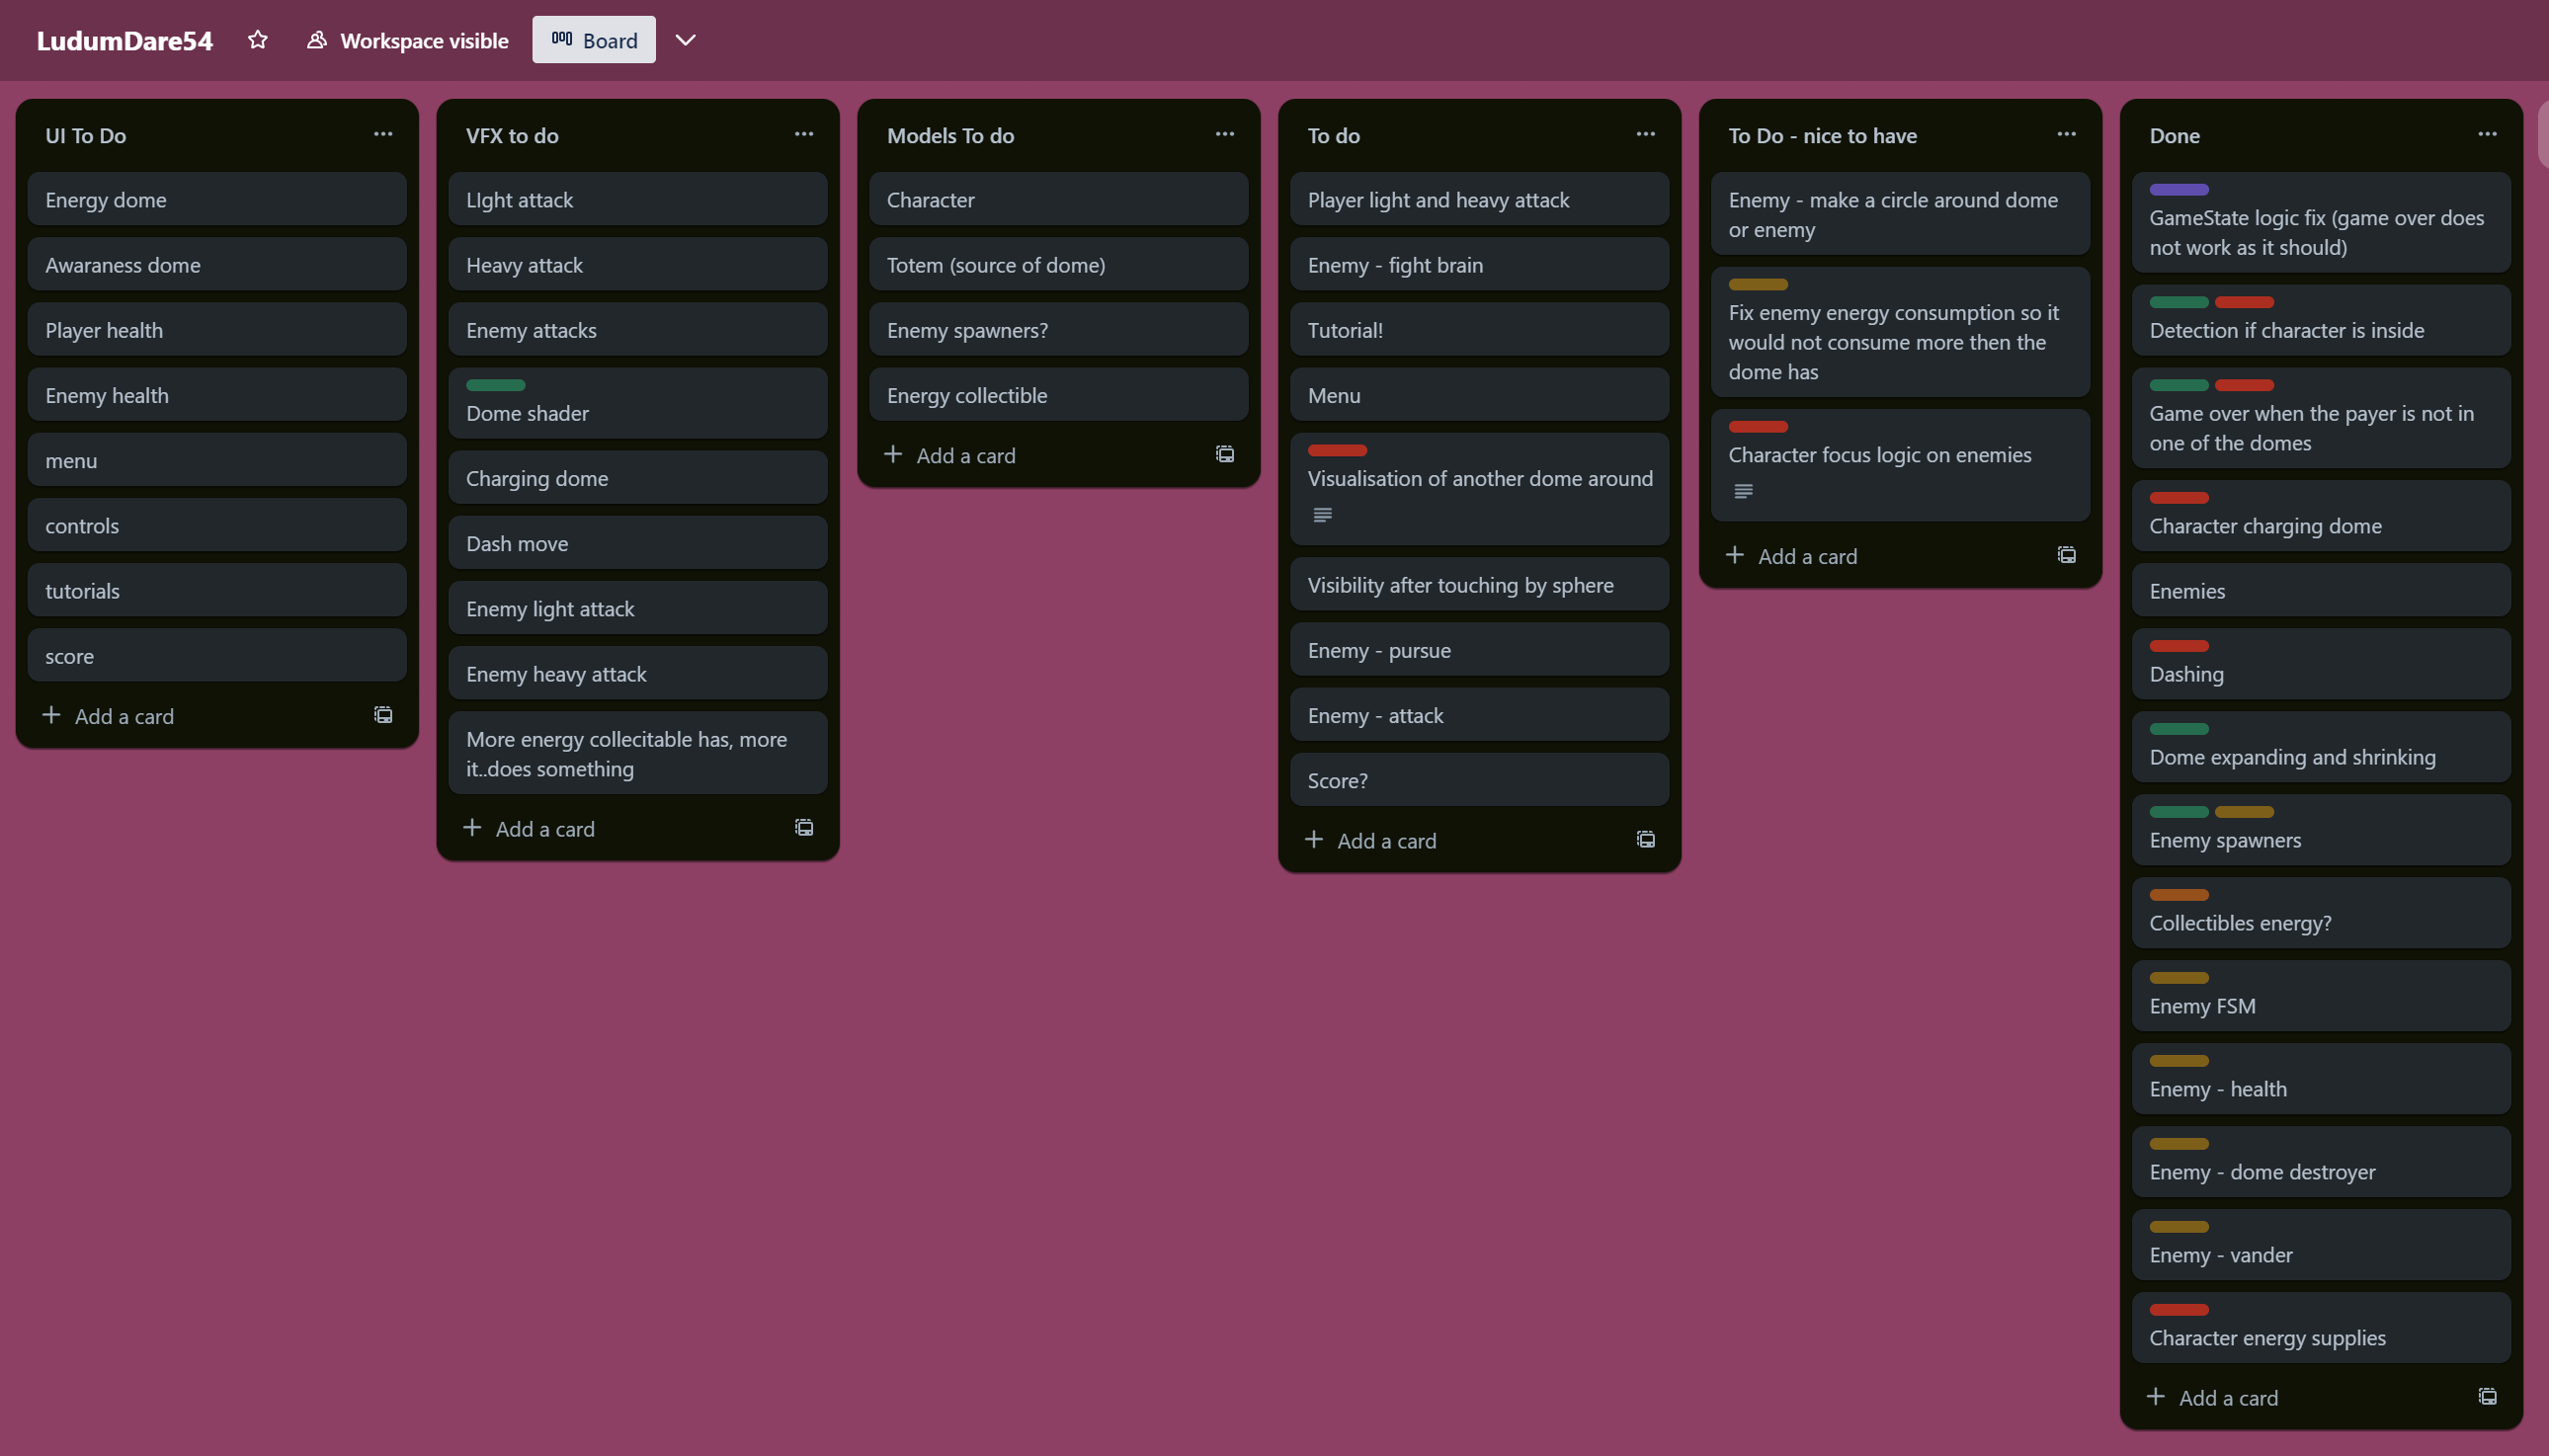 LudumDare54
Workspace visible
Board
UI To Do
Energy dome
Awaraness dome
Player health
Enemy health
menu
controls
tutorials
score
Add a card
VFX to do
LIght attack
Heavy attack
Enemy attacks
Dome shader
Charging dome
Dash move
Enemy light attack
Enemy heavy attack
More energy collecitable has, more
it..does something
Add a card
Models To do
Character
Totem (source of dome)
Enemy spawners?
Energy collectible
Add a card
To do
Player light and heavy attack
Enemy - fight brain
Tutorial!
Menu
Visualisation of another dome around
Visibility after touching by sphere
Enemy - pursue
Enemy - attack
Score?
Add a card
To Do - nice to have
Enemy - make a circle around dome
or enemy
Fix enemy energy consumption so it
would not consume more then the
dome has
Character focus logic on enemies
Add a card
Done
GameState logic fix (game over does
not work as it should)
Detection if character is inside
Game over when the payer is not in
one of the domes
Character charging dome
Enemies
Dashing
Dome expanding and shrinking
Enemy spawners
Collectibles energy?
Enemy FSM
Enemy - health
Enemy - dome destroyer
Enemy - vander
Character energy supplies
Add a card